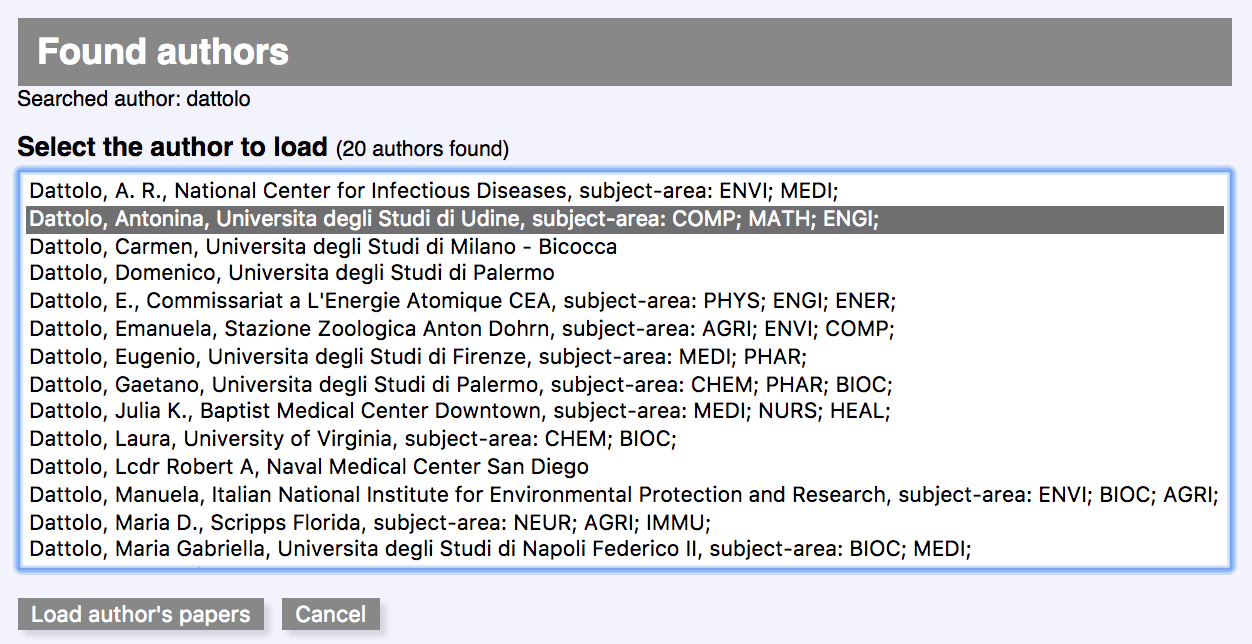 Found authors
Searched author: dattolo
Select the author to load (20 authors found)
Dattolo, A. R., National Center for Infectious Diseases, subject-area: ENVI; MEDI;
Dattolo, Antonina, Universita degli Studi di Udine, subject-area: COMP; MATH; ENGI;
Dattolo, Carmen, Universita degli Studi di Milano - Bicocca
Dattolo, Domenico, Universita degli Studi di Palermo
Dattolo, E., Commissariat a L'Energie Atomique CEA, subject-area: PHYS; ENGI; ENER;
Dattolo, Emanuela, Stazione Zoologica Anton Dohrn, subject-area: AGRI; ENVI; COMP;
Dattolo, Eugenio, Universita degli Studi di Firenze, subject-area: MEDI; PHAR;
Dattolo, Gaetano, Universita degli Studi di Palermo, subject-area: CHEM; PHAR; BIOC;
Dattolo, Julia K., Baptist Medical Center Downtown, subject-area: MEDI; NURS; HEAL;
Dattolo, Laura, University of Virginia, subject-area: CHEM; BIOC;
Dattolo, Lcdr Robert A, Naval Medical Center San Diego
Dattolo, Manuela, Italian National Institute for Environmental Protection and Research, subject-area: ENVI; BIOC; AGRI;
Dattolo, Maria D., Scripps Florida, subject-area: NEUR; AGRI; IMMU;
Dattolo, Maria Gabriella, Universita degli Studi di Napoli Federico II, subject-area: BIOC; MEDI;
Load author's papers
Cancel